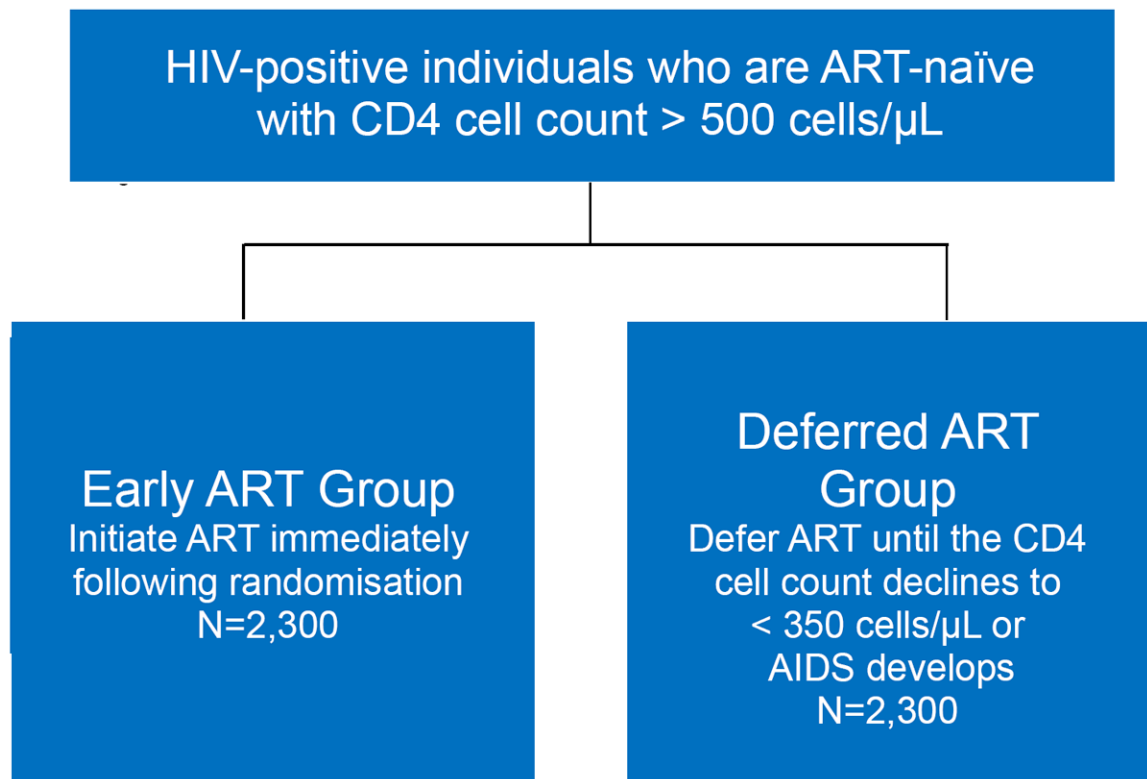 HIV-positive individuals who are ART-naïve
with CD4 cell count > 500 cells/µL
Early ART Group
Initiate ART immediately
following randomisation
N=2,300
Deferred ART
Group
Defer ART until the CD4
cell count declines to
< 350 cells/µL or
AIDS develops
N=2,300